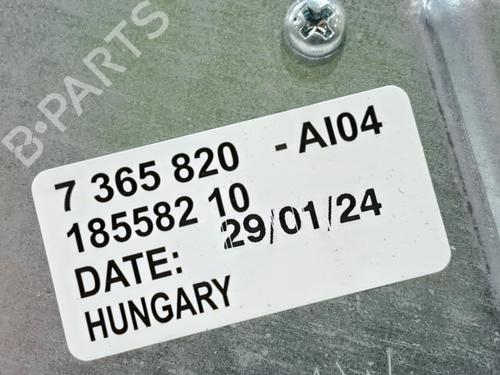 B·PARTS
7 365 820 - AI04
185582 10
DATE: 29/01/24
HUNGARY